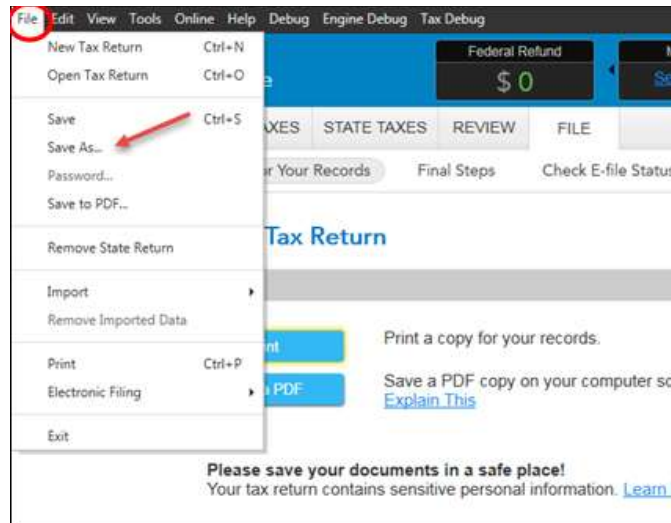 File Edit View Tools Online Help Debug Engine Debug Tax Debug
New Tax Return Ctrl+N
Open Tax Return Ctrl+O
Save Ctrl+S
Save As...
Password...
Save to PDF...
Remove State Return
Import
Remove Imported Data
Print Ctrl+P
Electronic Filing
Exit
Federal Refund
$ 0
STATE TAXES REVIEW FILE
Your Records Final Steps Check E-file Status
Tax Return
Print a copy for your records.
PDF
Save a PDF copy on your computer
Explain This
Please save your documents in a safe place!
Your tax return contains sensitive personal information. Learn